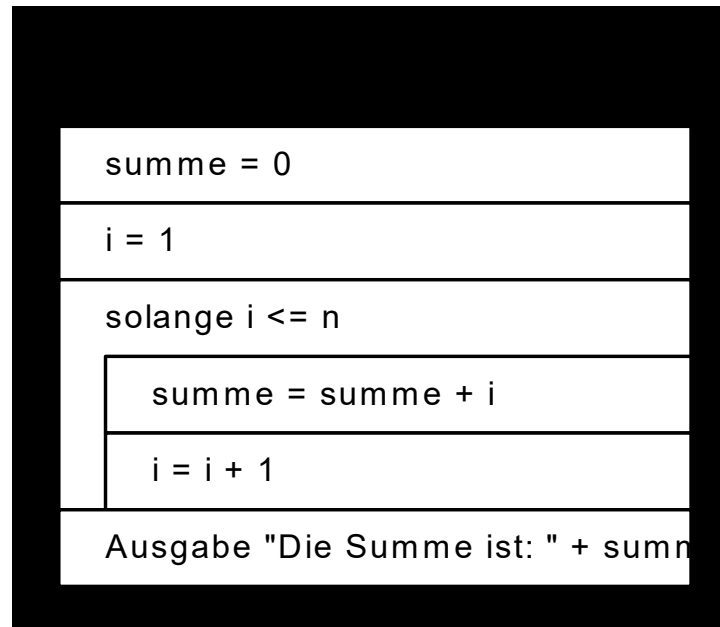 summe = 0
i = 1
solange i <= n
summe = summe + i
i = i + 1
Ausgabe "Die Summe ist: " +